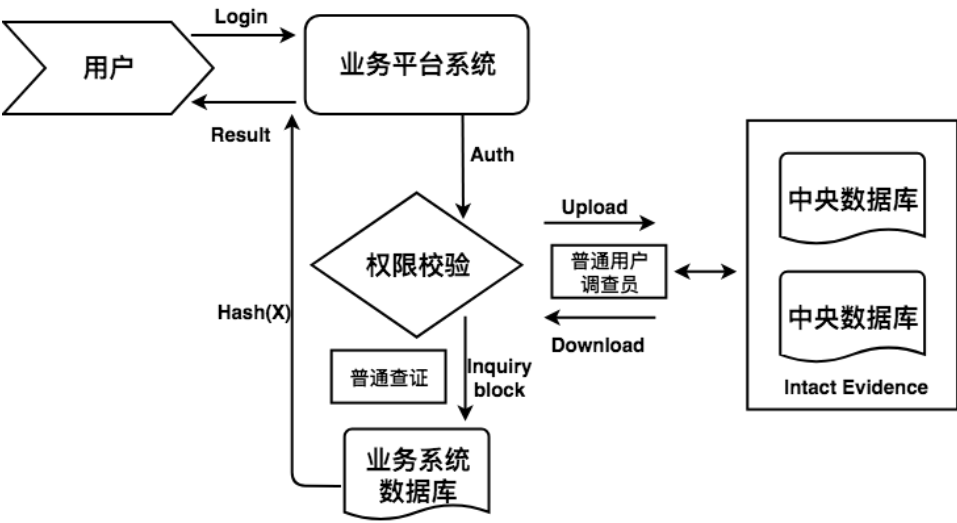 Login
用户
业务平台系统
Result
Auth
中央数据库
Upload
权限校验
普通用户
调查员
中央数据库
Hash(X)
Download
普通查证
Inquiry
block
Intact Evidence
业务系统
数据库